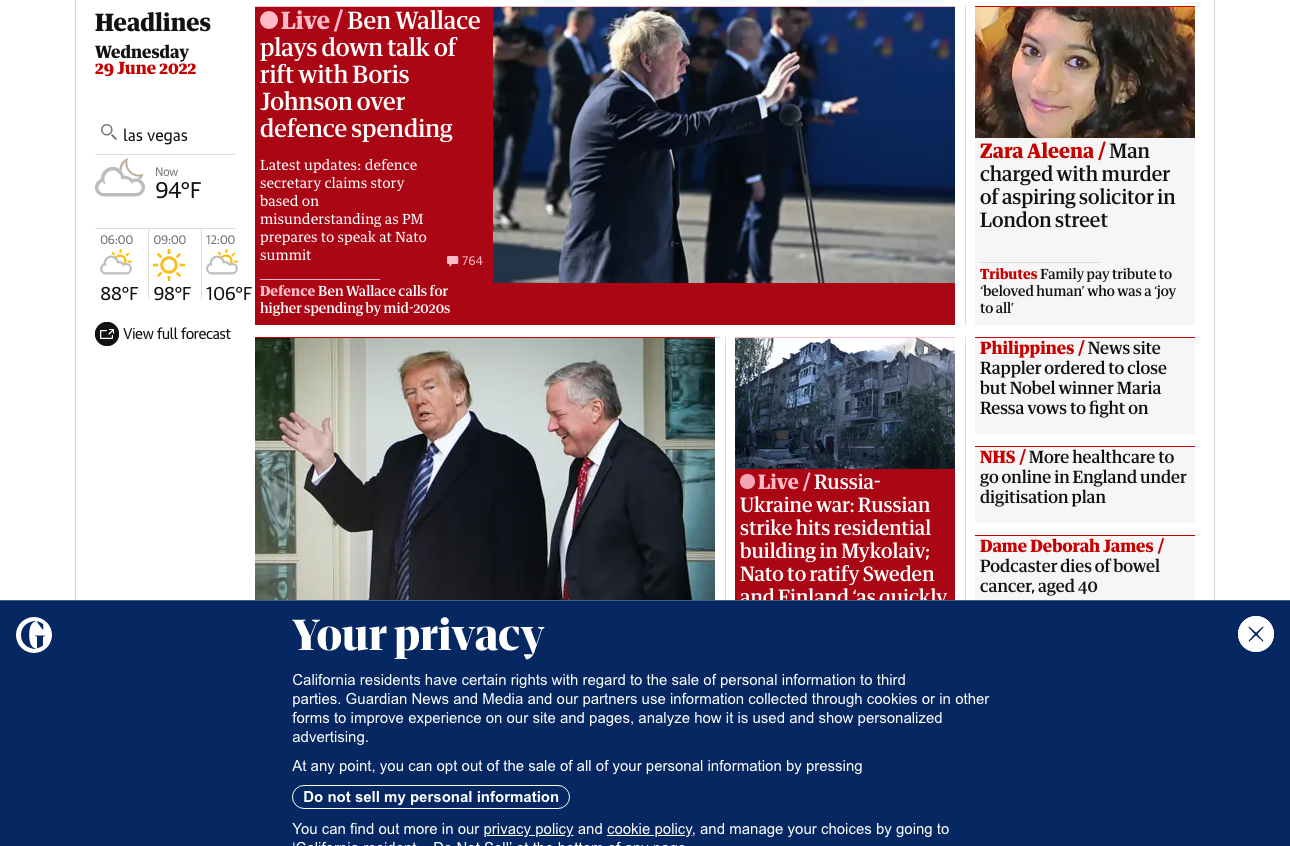 Headlines
Wednesday
29 June 2022
las vegas
Now
94°F
06:00 09:00 12:00
88°F 98°F 106°F
View full forecast
Live / Ben Wallace
plays down talk of
rift with Boris
Johnson over
defence spending
Latest updates: defence
secretary claims story
based on
misunderstanding as PM
prepares to speak at Nato
summit
764
Defence Ben Wallace calls for
higher spending by mid-2020s
Zara Aleena / Man
charged with murder
of aspiring solicitor in
London street
Tributes Family pay tribute to
‘beloved human’ who was a ‘joy
to all’
Live / Russia-
Ukraine war: Russian
strike hits residential
building in Mykolaiv;
Nato to ratify Sweden
and Finland ‘as quickly
Philippines / News site
Rappler ordered to close
but Nobel winner Maria
Ressa vows to fight on
NHS / More healthcare to
go online in England under
digitisation plan
Dame Deborah James /
Podcaster dies of bowel
cancer, aged 40
Your privacy
California residents have certain rights with regard to the sale of personal information to third
parties. Guardian News and Media and our partners use information collected through cookies or in other
forms to improve experience on our site and pages, analyze how it is used and show personalized
advertising.
At any point, you can opt out of the sale of all of your personal information by pressing
Do not sell my personal information
You can find out more in our privacy policy and cookie policy, and manage your choices by going to
‘California resident – Do Not Sell’ at the bottom of any page